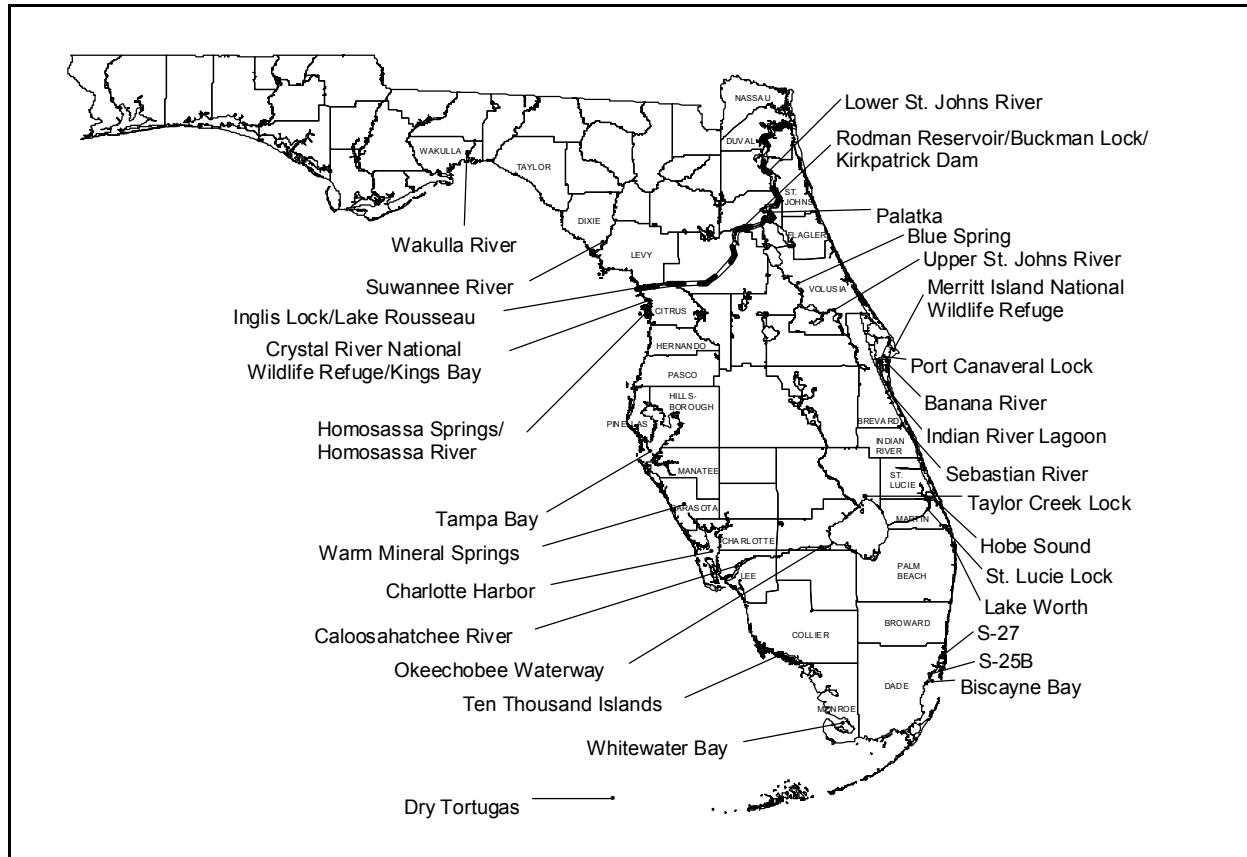 NASSAU
DUVAL
WAKULLA
TAYLOR
ST.
JOHNS
DIXIE
FLAGLER
LEVY
VOLUSIA
CITRUS
HERNANDO
PASCO
HILLS-
BOROUGH
PINELLAS
BREVARD
INDIAN
RIVER
MANATEE
ST.
LUCIE
SARASOTA
MARTIN
CHARLOTTE
LEE
PALM
BEACH
BROWARD
COLLIER
DADE
MONROE
Wakulla River
Suwannee River
Inglis Lock/Lake Rousseau
Crystal River National
Wildlife Refuge/Kings Bay
Homosassa Springs/
Homosassa River
Tampa Bay
Warm Mineral Springs
Charlotte Harbor
Caloosahatchee River
Okeechobee Waterway
Ten Thousand Islands
Whitewater Bay
Dry Tortugas
Lower St. Johns River
Rodman Reservoir/Buckman Lock/
Kirkpatrick Dam
Palatka
Blue Spring
Upper St. Johns River
Merritt Island National
Wildlife Refuge
Port Canaveral Lock
Banana River
Indian River Lagoon
Sebastian River
Taylor Creek Lock
Hobe Sound
St. Lucie Lock
Lake Worth
S-27
S-25B
Biscayne Bay